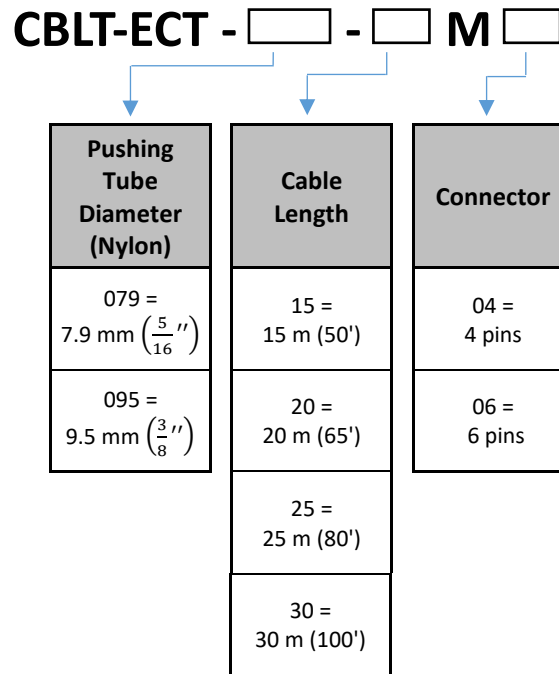 CBLT-ECT - - M
Pushing
Tube
Diameter
(Nylon)
Cable
Length
Connector
079 =
7.9 mm (5/16′′)
15 =
15 m (50')
04 =
4 pins
095 =
9.5 mm (3/8′′)
20 =
20 m (65')
06 =
6 pins
25 =
25 m (80')
30 =
30 m (100')